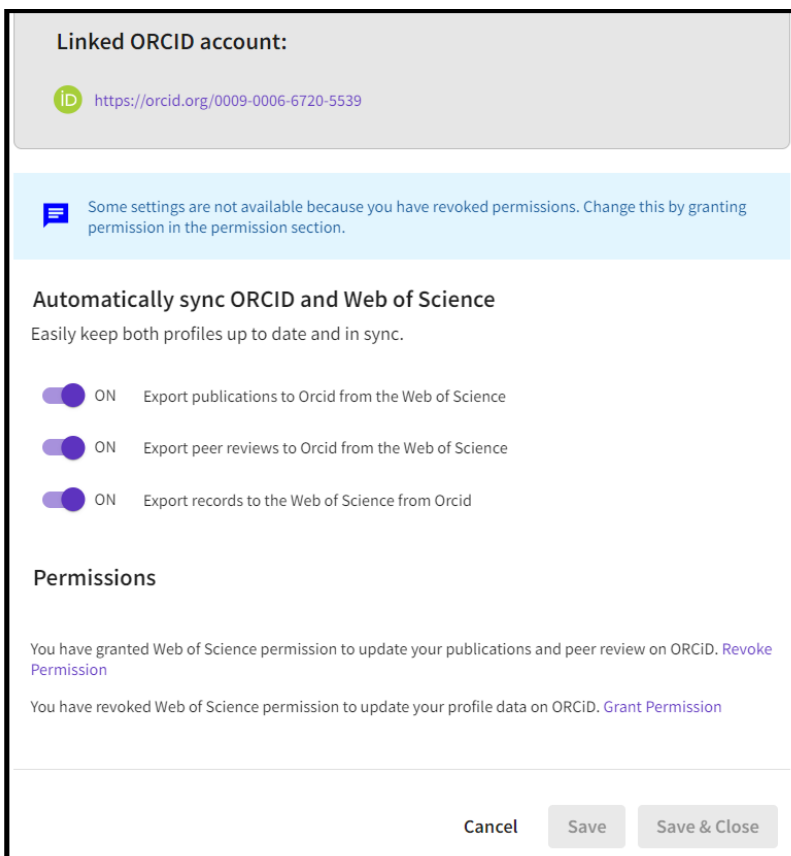 Linked ORCID account:
iD https://orcid.org/0009-0006-6720-5539
Some settings are not available because you have revoked permissions. Change this by granting
permission in the permission section.
Automatically sync ORCID and Web of Science
Easily keep both profiles up to date and in sync.
ON Export publications to Orcid from the Web of Science
ON Export peer reviews to Orcid from the Web of Science
ON Export records to the Web of Science from Orcid
Permissions
You have granted Web of Science permission to update your publications and peer review on ORCiD. Revoke
Permission
You have revoked Web of Science permission to update your profile data on ORCiD. Grant Permission
Cancel Save Save & Close